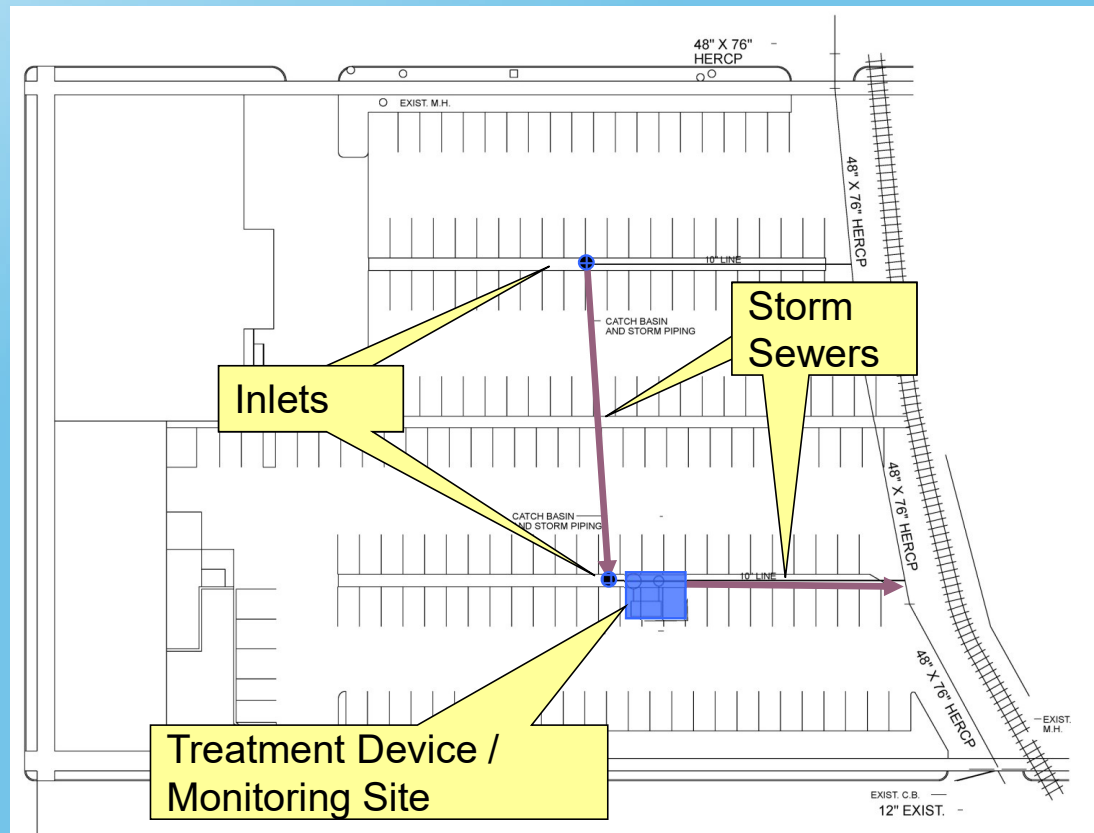 48" X 76"
HERCP
EXIST. M.H.
48" X 76" HERCP
10" LINE
Storm
Sewers
CATCH BASIN
AND STORM PIPING
Inlets
48" X 76" HERCP
CATCH BASIN
AND STORM PIPING
10" LINE
48" X 76" HERCP
EXIST.
M.H.
Treatment Device /
Monitoring Site
EXIST. C.B.
12" EXIST.